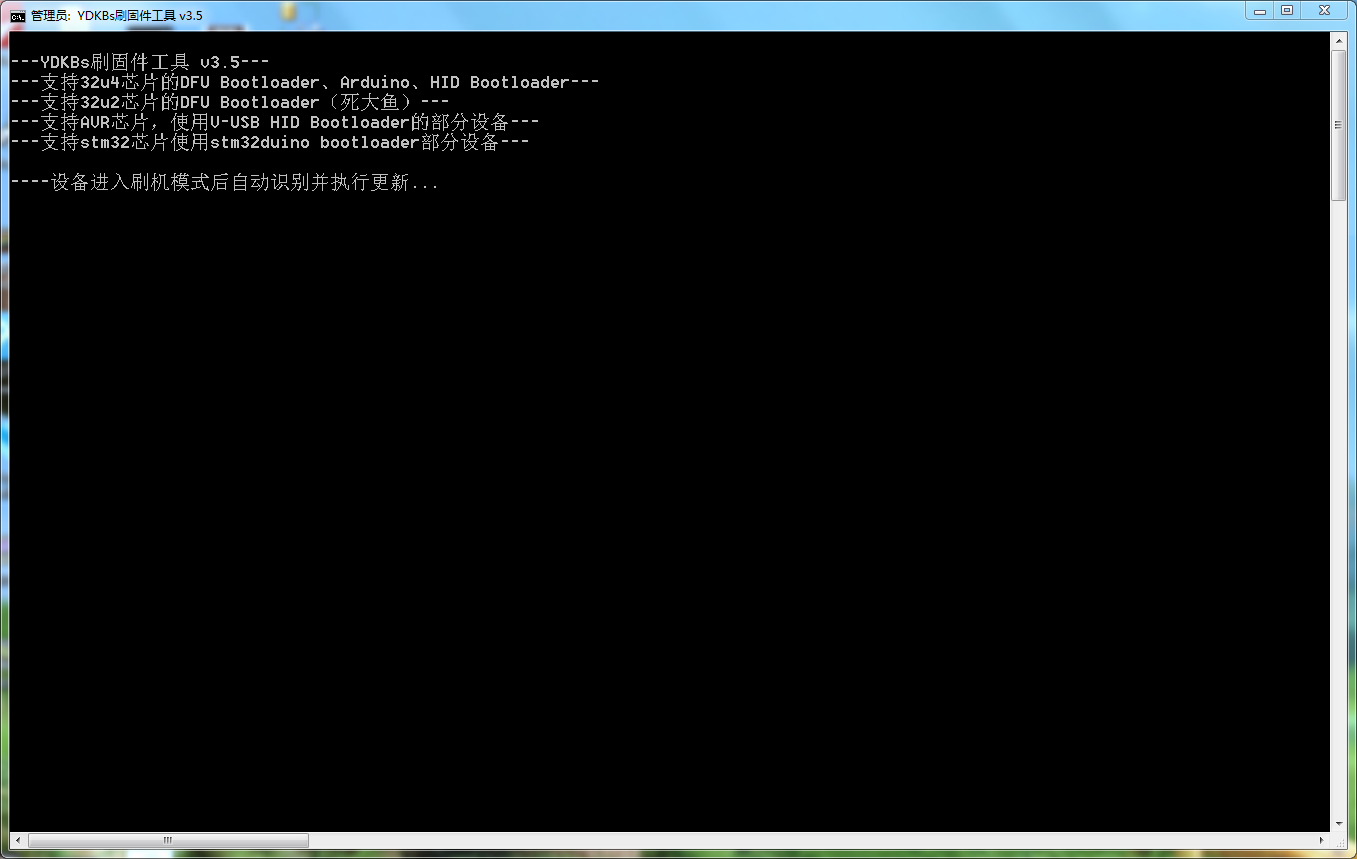 管理员: YDKBs刷固件工具 v3.5
---YDKBs刷固件工具 v3.5---
---支持32u4芯片的DFU Bootloader、Arduino、HID Bootloader---
---支持32u2芯片的DFU Bootloader（死大鱼）---
---支持AVR芯片，使用V-USB HID Bootloader的部分设备---
---支持stm32芯片使用stm32duino bootloader部分设备---
----设备进入刷机模式后自动识别并执行更新...